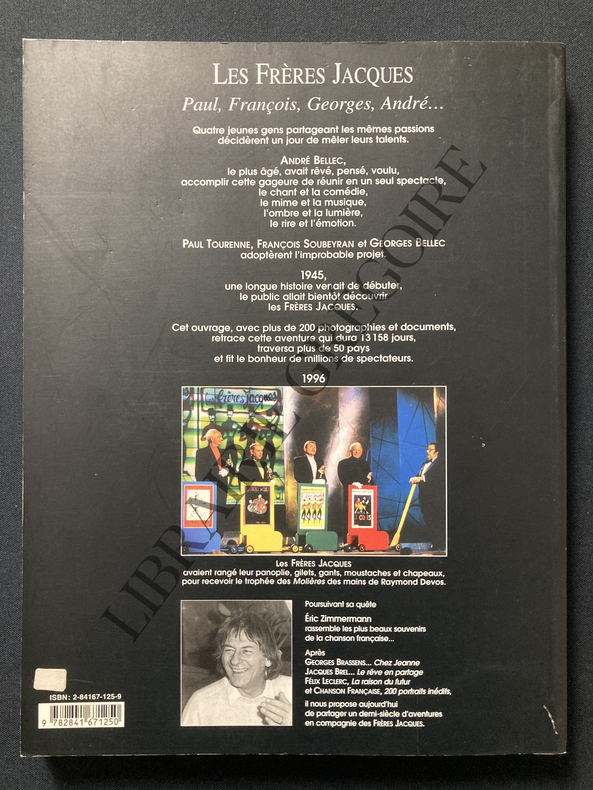 LES FRÈRES JACQUES
Paul, François, Georges, André...
Quatre jeunes gens partageant les mêmes passions
décidèrent un jour de mêler leurs talents.
ANDRÉ BELLEC,
le plus âgé, avait rêvé, pensé, voulu,
accomplir cette gageure de réunir en un seul spectacle,
le chant et la comédie,
le mime et la musique,
l'ombre et la lumière,
le rire et l'émotion.
PAUL TOURENNE, FRANÇOIS SOUBEYRAN et GEORGES BELLEC
adoptèrent l'improbable projet.
1945,
une longue histoire venait de débuter,
le public allait bientôt découvrir
les FRÈRES JACQUES.
Cet ouvrage, avec plus de 200 photographies et documents,
retrace cette aventure qui dura 13 158 jours,
traversa plus de 50 pays
et fit le bonheur de millions de spectateurs.
1996
les frères jacques
Les FRÈRES JACQUES
avaient rangé leur panoplie, gilets, gants, moustaches et chapeaux,
pour recevoir le trophée des Molières des mains de Raymond Devos.
Poursuivant sa quête
Éric Zimmermann
rassemble les plus beaux souvenirs
de la chanson française...
Après
GEORGES BRASSENS... Chez Jeanne
JACQUES BREL... Le rêve en partage
FÉLIX LECLERC, La raison du futur
et CHANSON FRANÇAISE, 200 portraits inédits,
il nous propose aujourd'hui
de partager un demi-siècle d'aventures
en compagnie des FRÈRES JACQUES.
ISBN : 2-84167-125-9
9 782841 671250
LIBRAIRIE GREGOIRE